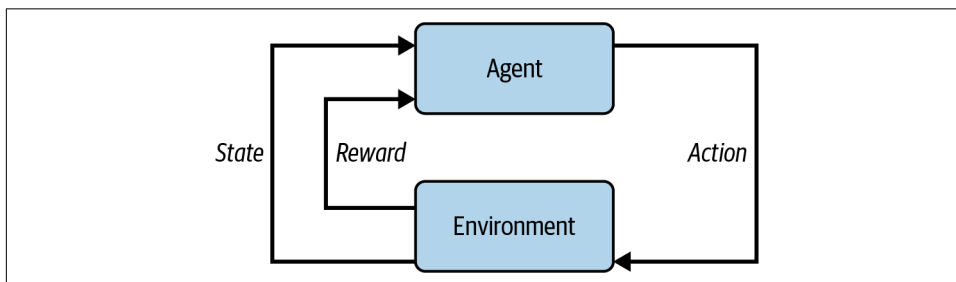 Agent
State
Reward
Action
Environment